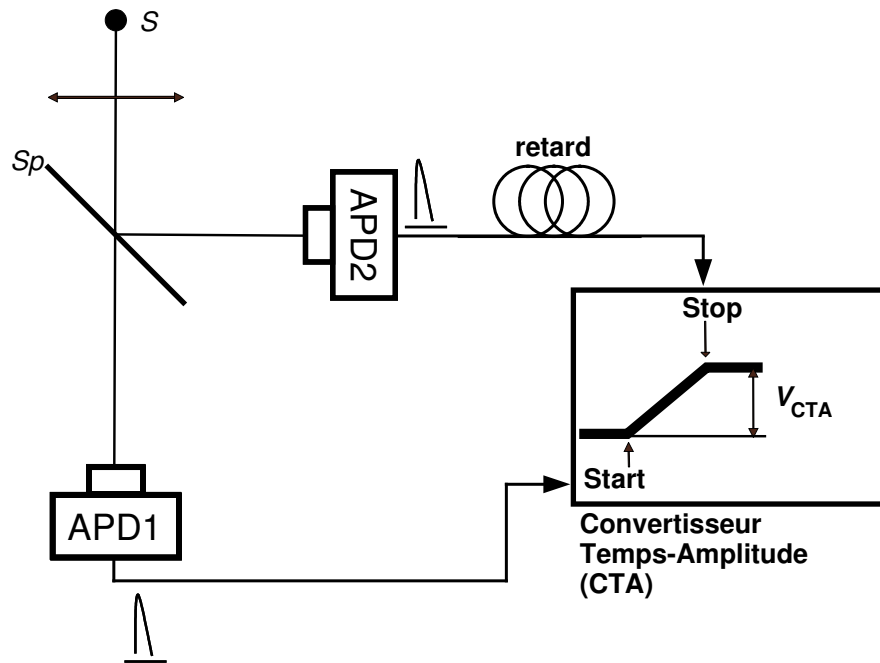 S
Sp
retard
APD2
Stop
V CTA
Start
APD1
Convertisseur
Temps-Amplitude
(CTA)